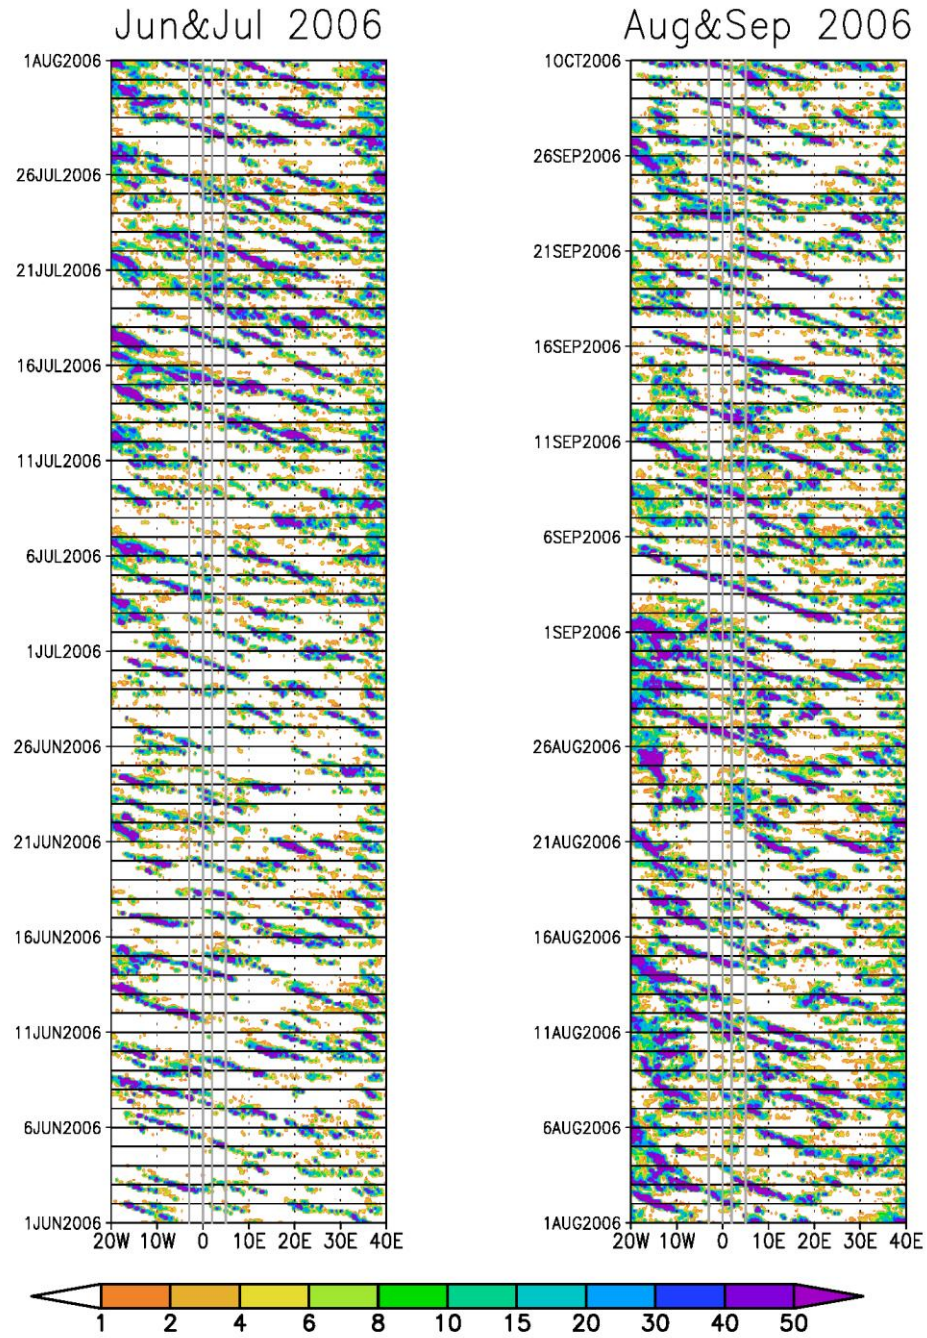 Jun&Jul 2006
1AUG2006
26JUL2006
21JUL2006
16JUL2006
11JUL2006
6JUL2006
1JUL2006
26JUN2006
21JUN2006
16JUN2006
11JUN2006
6JUN2006
1JUN2006
20W 10W 0 10E 20E 30E 40E
Aug&Sep 2006
1OCT2006
26SEP2006
21SEP2006
16SEP2006
11SEP2006
6SEP2006
1SEP2006
26AUG2006
21AUG2006
16AUG2006
11AUG2006
6AUG2006
1AUG2006
20W 10W 0 10E 20E 30E 40E
1 2 4 6 8 10 15 20 30 40 50